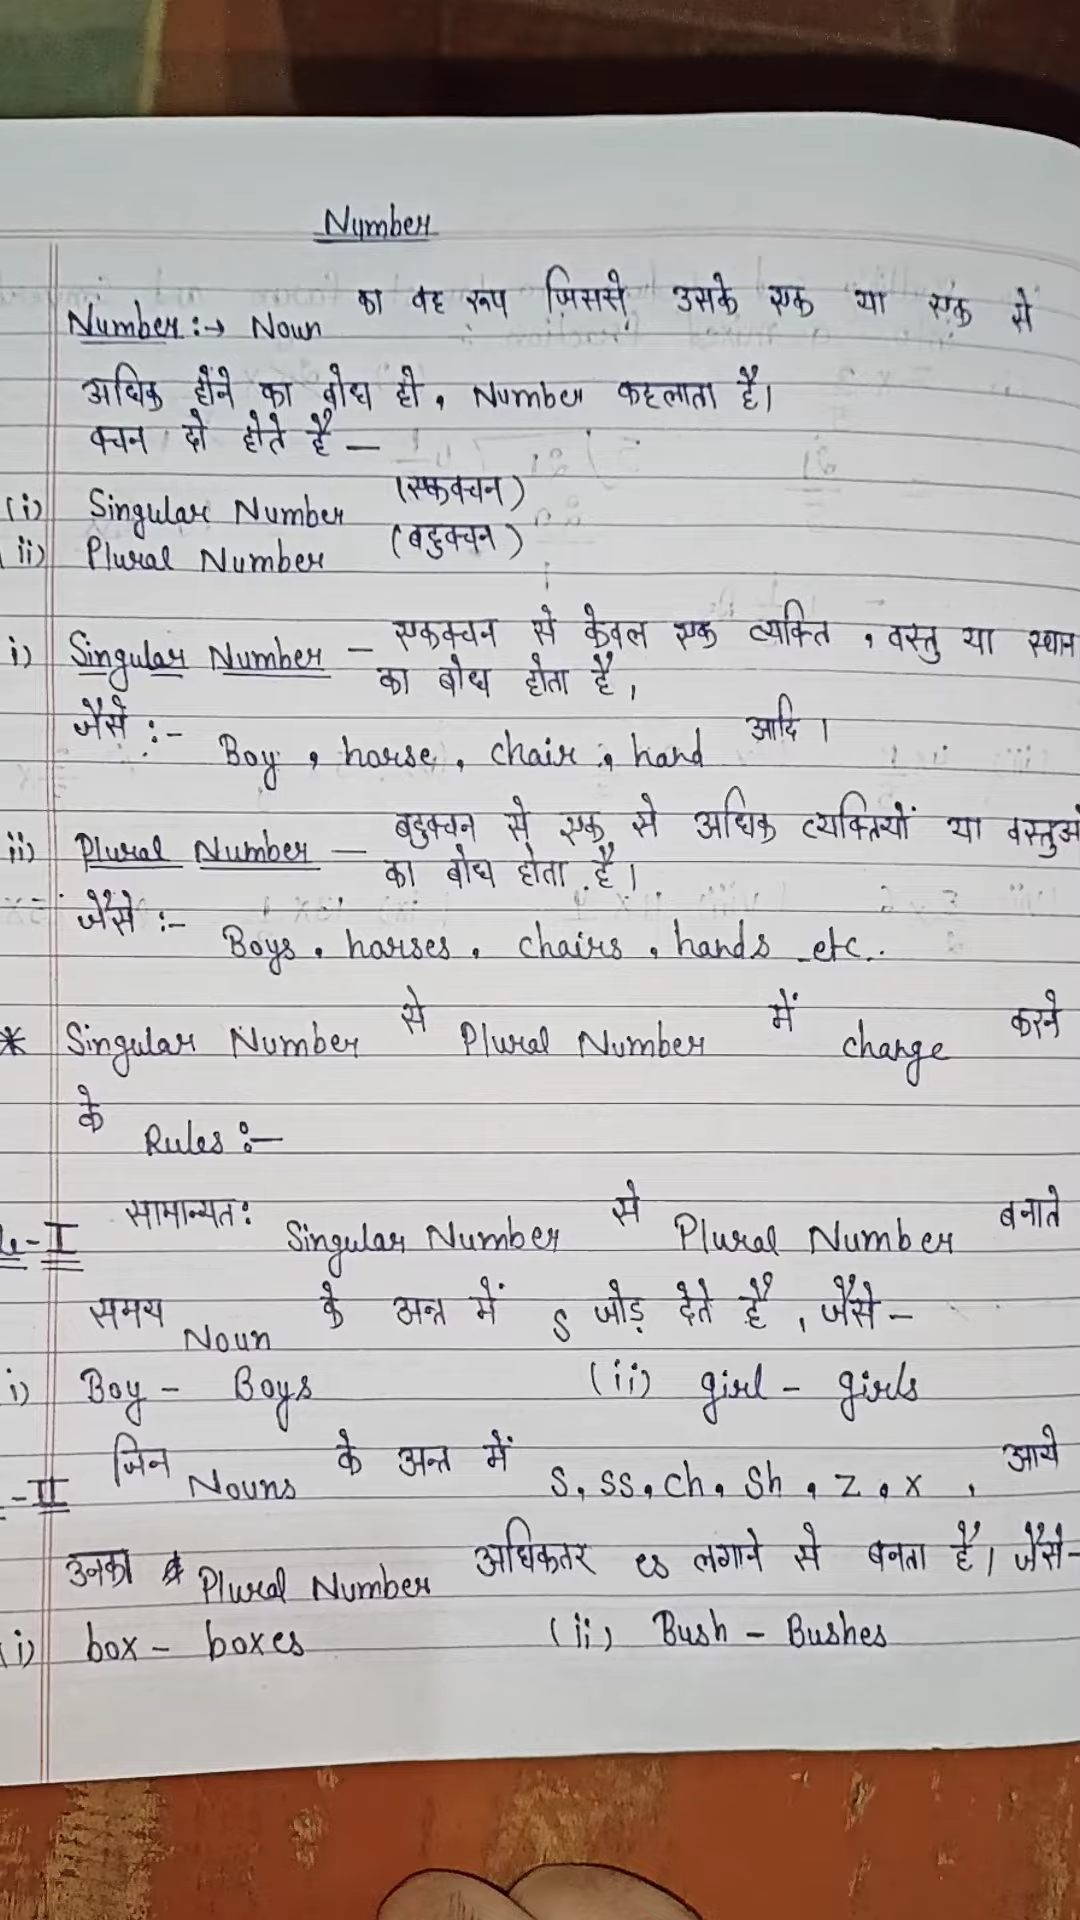 Number
Number :→ Noun का वह रूप जिससे उसके एक या एक से
अधिक होने का बोध हो, Number कहलाता है।
वचन दो होते हैं —
(i) Singular Number (एकवचन)
ii) Plural Number (बहुवचन)
i) Singular Number – एकवचन से केवल एक व्यक्ति, वस्तु या स्थान
का बोध होता है,
जैसे :-
Boy, horse, chair, hand आदि।
ii) Plural Number – बहुवचन से एक से अधिक व्यक्तियों या वस्तुओं
का बोध होता है।
जैसे :-
Boys, horses, chairs, hands etc.
* Singular Number से Plural Number में change करने
के Rules :—
-I सामान्यतः Singular Number से Plural Number बनाते
समय Noun के अन्त में s जोड़ देते हैं, जैसे –
i) Boy – Boys (ii) girl – girls
-II जिन Nouns के अन्त में s, ss, ch, sh, z, x, आये
उनका Plural Number अधिकतर es लगाने से बनता है। जैसे-
(i) box – boxes (ii) Bush – Bushes